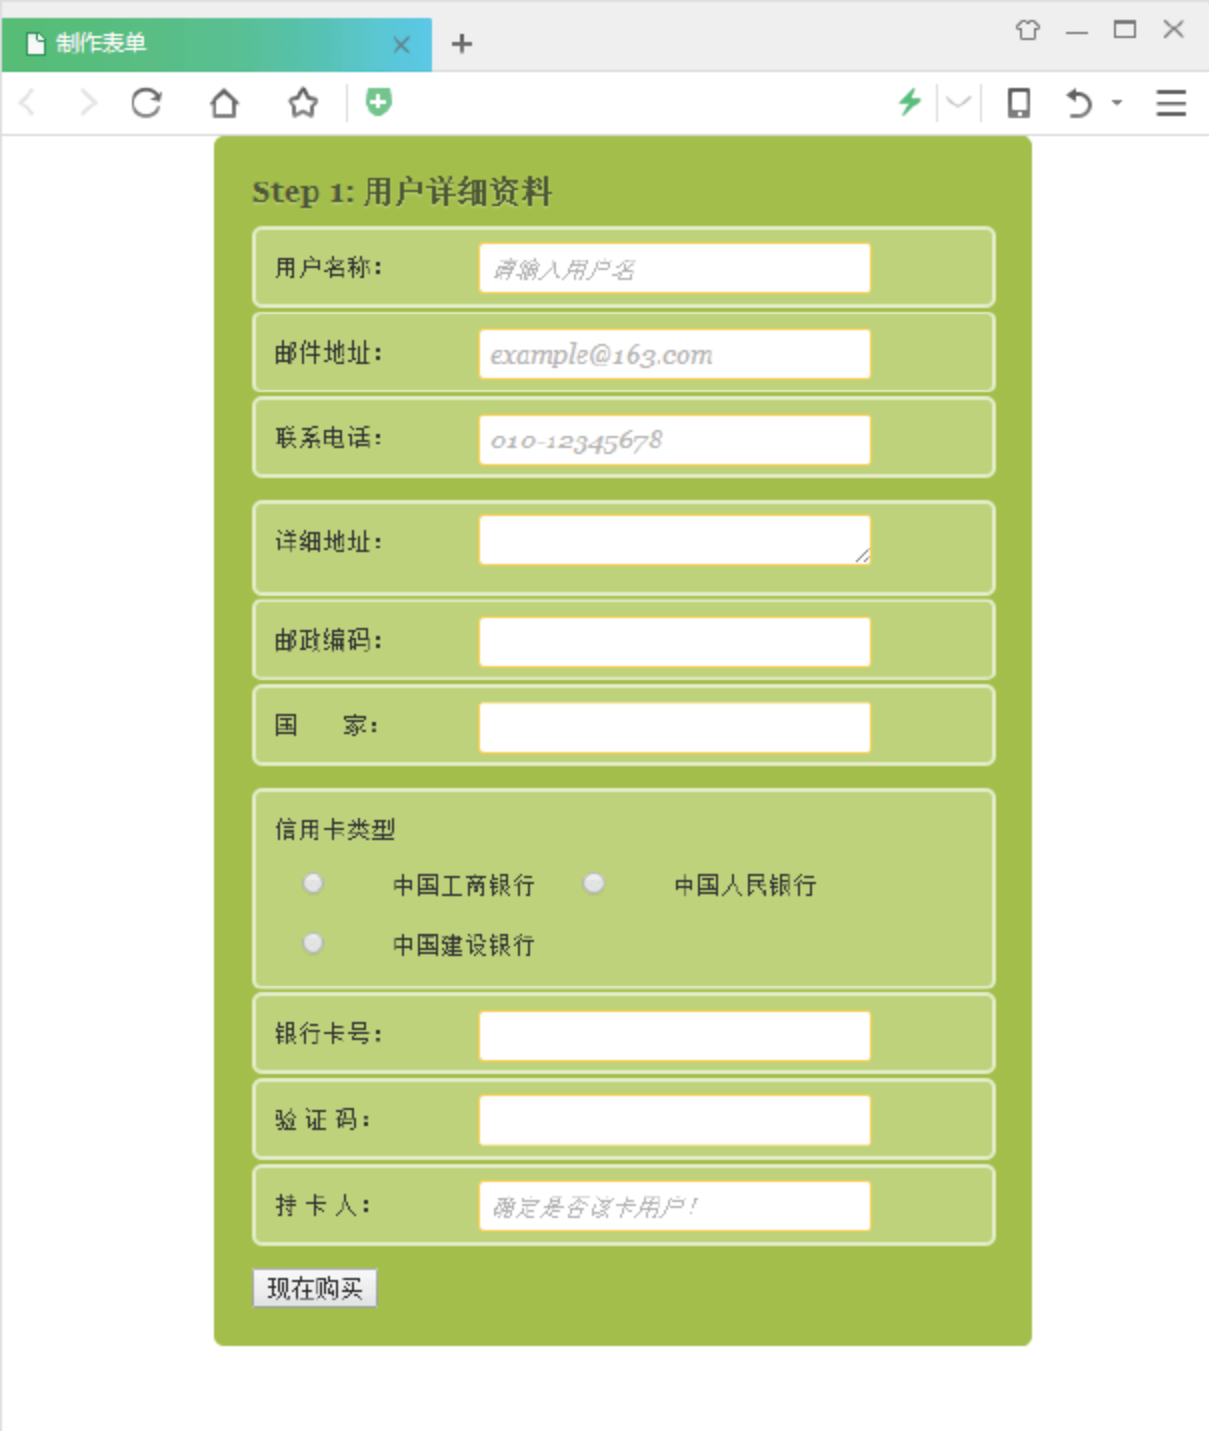 制作表单
Step 1: 用户详细资料
用户名称：
请输入用户名
邮件地址：
example@163.com
联系电话：
010-12345678
详细地址：
邮政编码：
国 家：
信用卡类型
中国工商银行 中国人民银行
中国建设银行
银行卡号：
验 证 码：
持 卡 人：
确定是否该卡用户！
现在购买